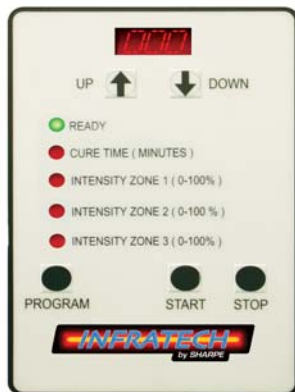 000
UP DOWN
READY
CURE TIME ( MINUTES )
INTENSITY ZONE 1 ( 0-100% )
INTENSITY ZONE 2 ( 0-100 % )
INTENSITY ZONE 3 ( 0-100% )
PROGRAM START STOP
INFRATECH
by SHARPE